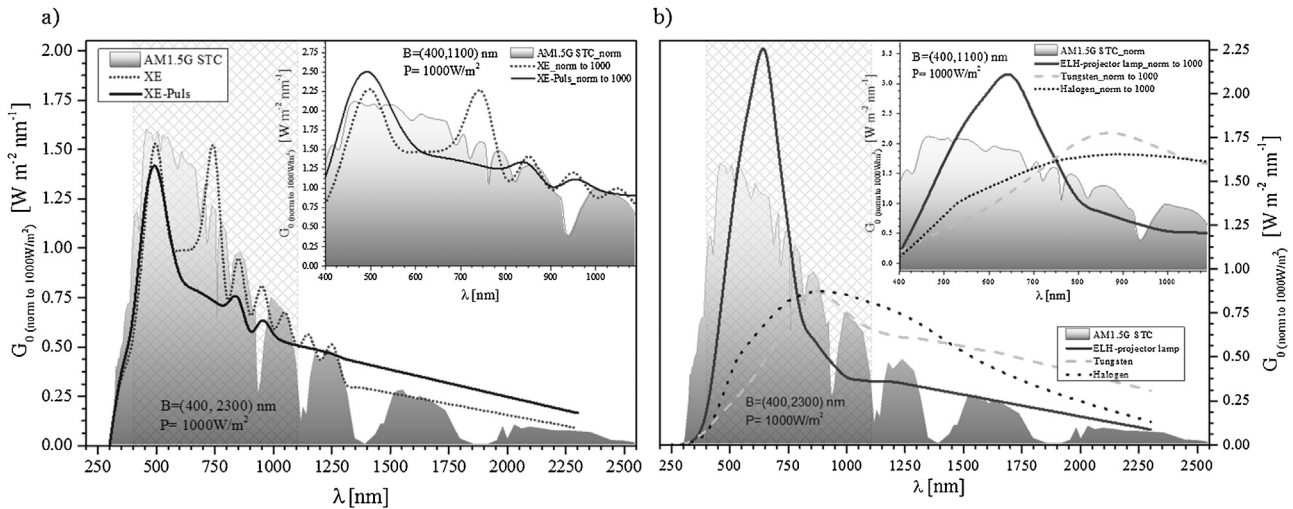 a)
G0 (norm to 1000W/m²) [W m-2 nm-1]
2.00
1.75
1.50
1.25
1.00
0.75
0.50
0.25
0.00
AM1.5G STC
XE
XE-Puls
B=(400, 2300) nm
P= 1000W/m²
250 500 750 1000 1250 1500 1750 2000 2250 2500
λ [nm]
G0 (norm to 1000W/m²) [W m-2 nm-1]
2.75
2.50
2.25
2.00
1.75
1.50
1.25
1.00
0.75
0.50
0.25
0.00
B=(400,1100) nm
P= 1000W/m²
AM1.5G STC_norm
XE_norm to 1000
XE-Puls_norm to 1000
400 500 600 700 800 900 1000
λ [nm]
b)
G0 (norm to 1000W/m²) [W m-2 nm-1]
3.5
3.0
2.5
2.0
1.5
1.0
0.5
0.0
B=(400,1100) nm
P= 1000W/m²
AM1.5G STC_norm
ELH-projector lamp_norm to 1000
Tungsten_norm to 1000
Halogen_norm to 1000
400 500 600 700 800 900 1000
λ [nm]
AM1.5G STC
ELH-projector lamp
Tungsten
Halogen
B=(400, 2300) nm
P= 1000W/m²
250 500 750 1000 1250 1500 1750 2000 2250 2500
λ [nm]
2.25
2.00
1.75
1.50
1.25
1.00
0.75
0.50
0.25
0.00
G0 (norm to 1000W/m²) [W m-2 nm-1]